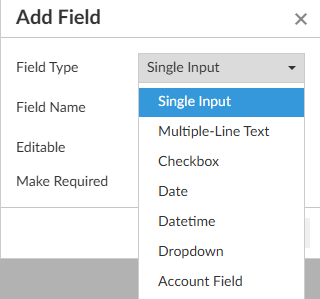 Add Field ×
Field Type Single Input
Single Input
Field Name
Multiple-Line Text
Editable
Checkbox
Make Required
Date
Datetime
Dropdown
Account Field